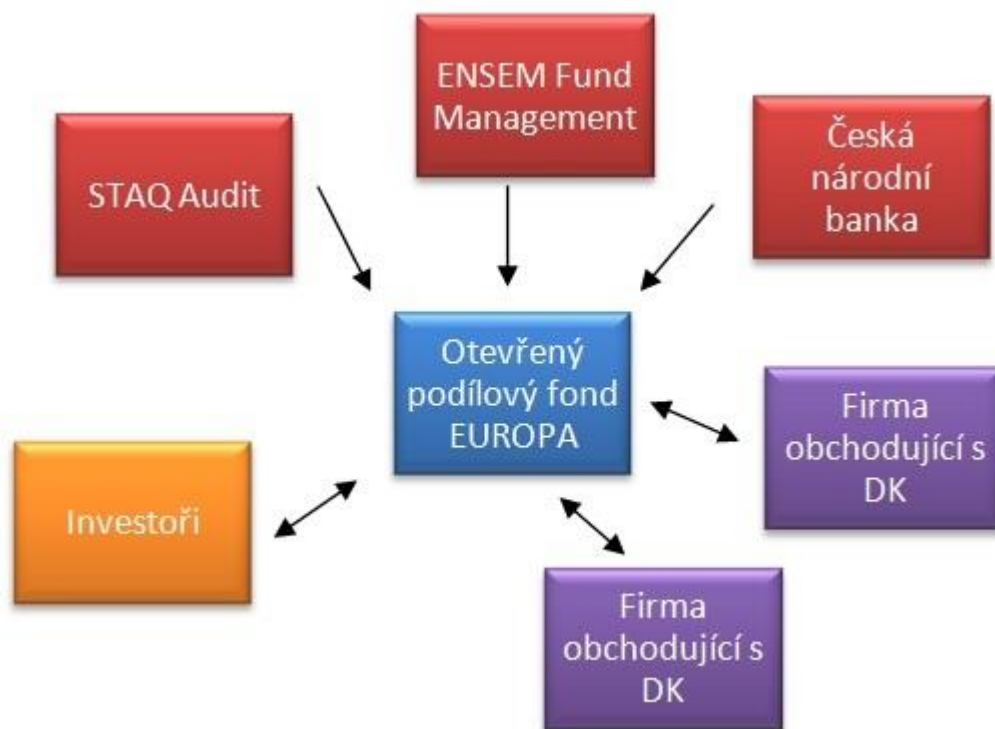 ENSEM Fund
Management
STAQ Audit
Česká
národní
banka
Otevřený
podílový fond
EUROPA
Firma
obchodující s
DK
Investoři
Firma
obchodující s
DK